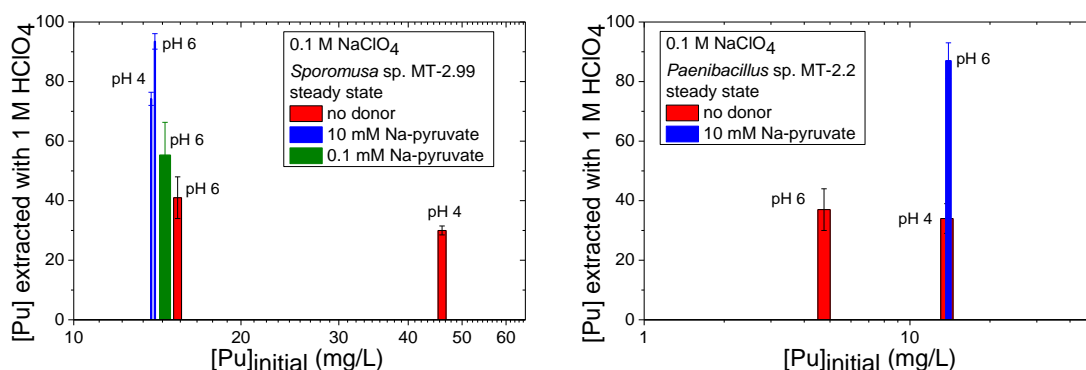 [Pu] extracted with 1 M HClO4
100
80
60
40
20
0
pH 6
pH 4
pH 6
pH 6
pH 4
0.1 M NaClO4
Sporomusa sp. MT-2.99
steady state
no donor
10 mM Na-pyruvate
0.1 mM Na-pyruvate
10 20 30 40 50 60
[Pu]initial (mg/L)
[Pu] extracted with 1 M HClO4
100
80
60
40
20
0
0.1 M NaClO4
Paenibacillus sp. MT-2.2
steady state
no donor
10 mM Na-pyruvate
pH 6
pH 6
pH 4
1 10
[Pu]initial (mg/L)